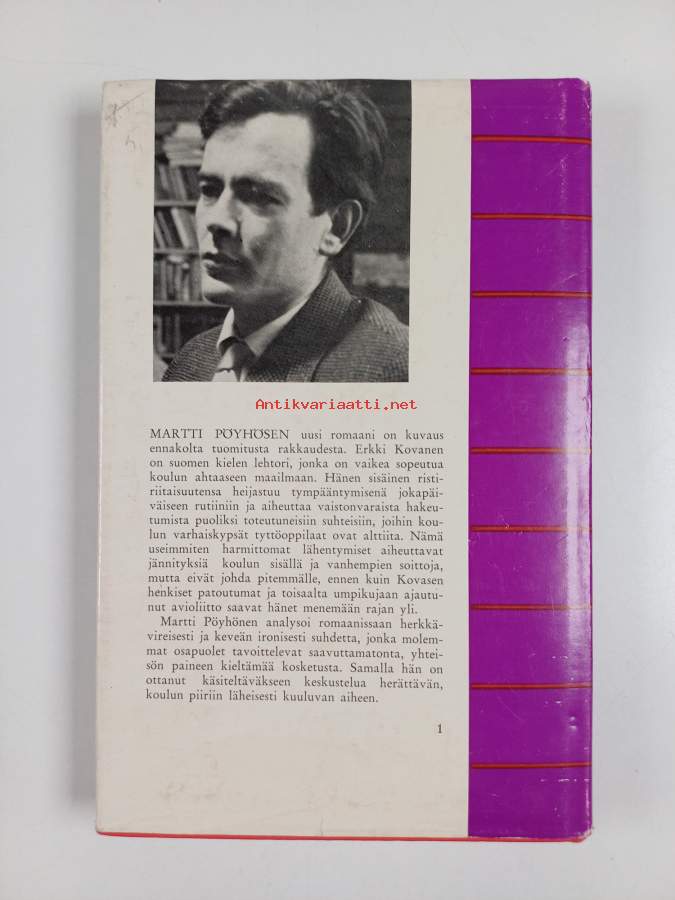 Antikvariaatti.net
MARTTI PÖYHÖSEN uusi romaani on kuvaus
ennakolta tuomitusta rakkaudesta. Erkki Kovanen
on suomen kielen lehtori, jonka on vaikea sopeutua
koulun ahtaaseen maailmaan. Hänen sisäinen risti-
riitaisuutensa heijastuu tympääntymisenä jokapäi-
väiseen rutiiniin ja aiheuttaa vaistonvaraista hakeu-
tumista puoliksi toteutuneisiin suhteisiin, joihin kou-
lun varhaiskypsät tyttöoppilaat ovat alttiita. Nämä
useimmiten harmittomat lähentymiset aiheuttavat
jännityksiä koulun sisällä ja vanhempien soittoja,
mutta eivät johda pitemmälle, ennen kuin Kovasen
henkiset patoutumat ja toisaalta umpikujaan ajautu-
nut avioliitto saavat hänet menemään rajan yli.
Martti Pöyhönen analysoi romaanissaan herkkä-
vireisesti ja keveän ironisesti suhdetta, jonka molem-
mat osapuolet tavoittelevat saavuttamatonta, yhtei-
sön paineen kieltämää kosketusta. Samalla hän on
ottanut käsiteltäväkseen keskustelua herättävän,
koulun piiriin läheisesti kuuluvan aiheen.
1